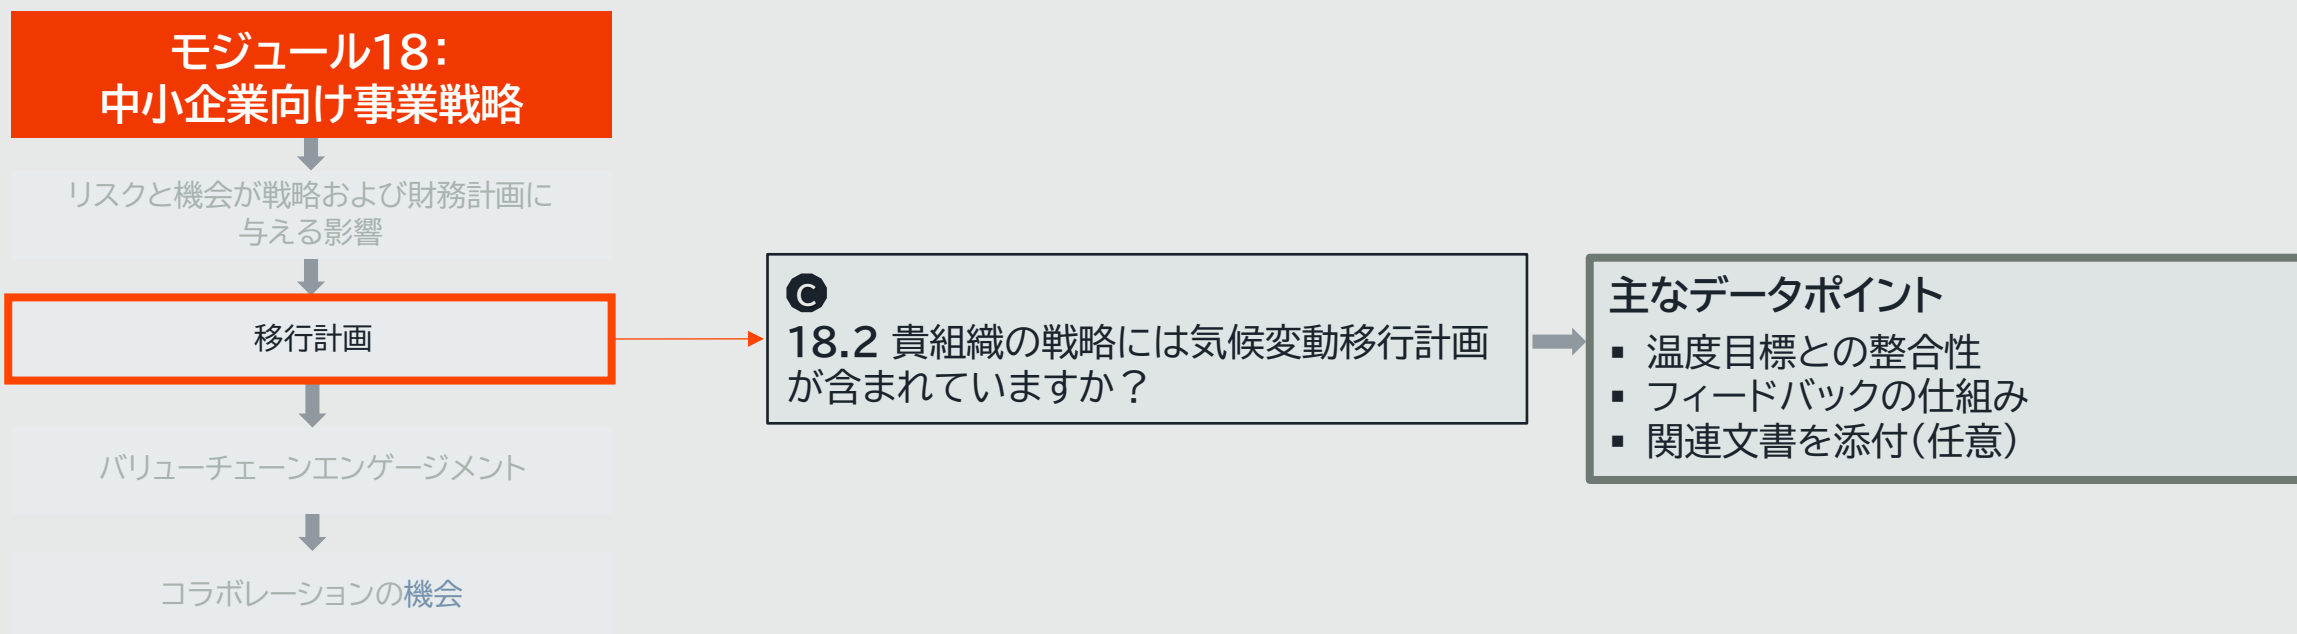 モジュール18：
中小企業向け事業戦略
リスクと機会が戦略および財務計画に
与える影響
移行計画
バリューチェーンエンゲージメント
コラボレーションの機会
C
18.2 貴組織の戦略には気候変動移行計画
が含まれていますか？
主なデータポイント
▪ 温度目標との整合性
▪ フィードバックの仕組み
▪ 関連文書を添付（任意）